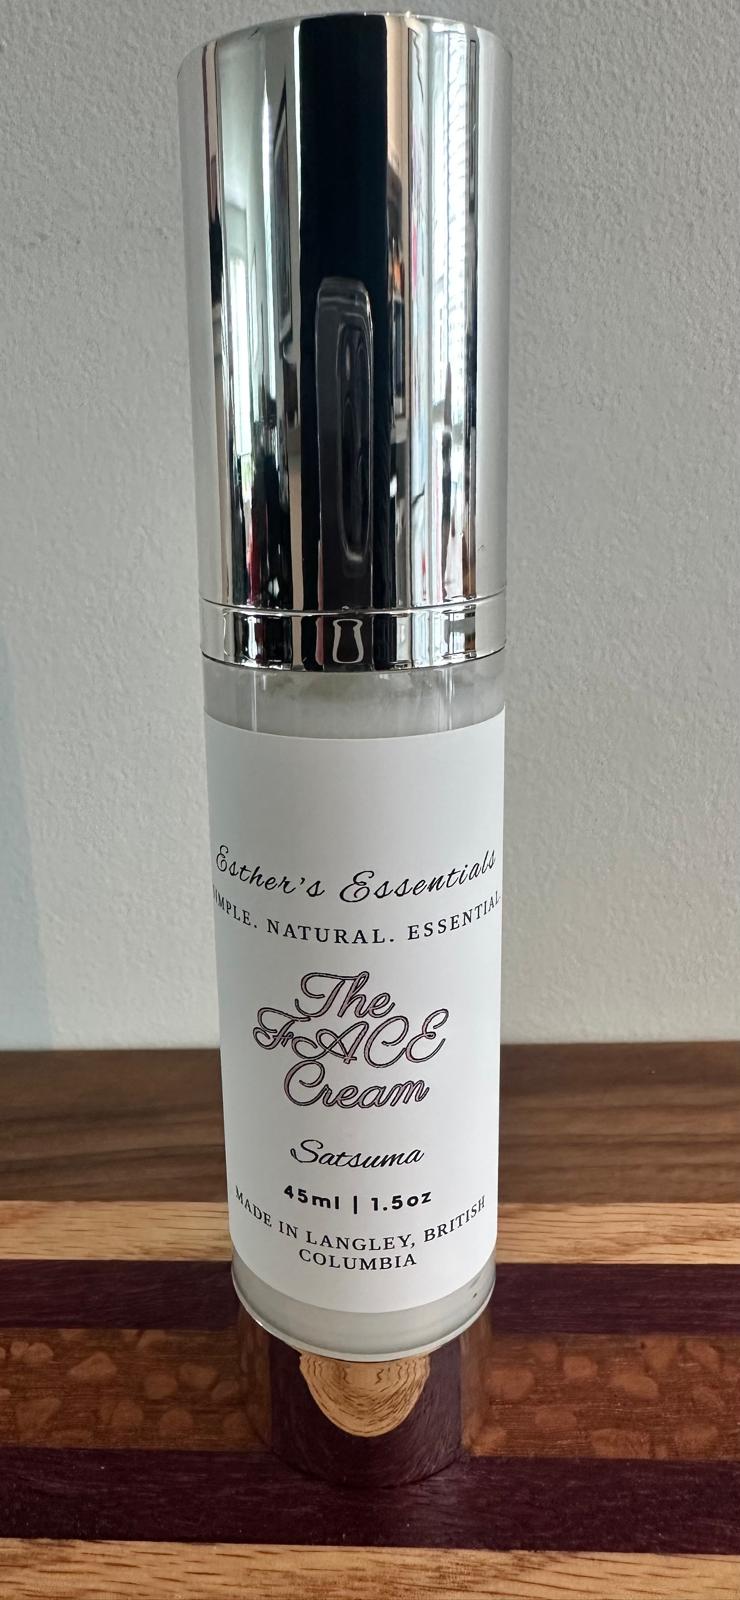 Esther's Essentials
IMPLE. NATURAL. ESSENTIAL.
The
FACE
Cream
Satsuma
45ml | 1.5oz
MADE IN LANGLEY, BRITISH
COLUMBIA